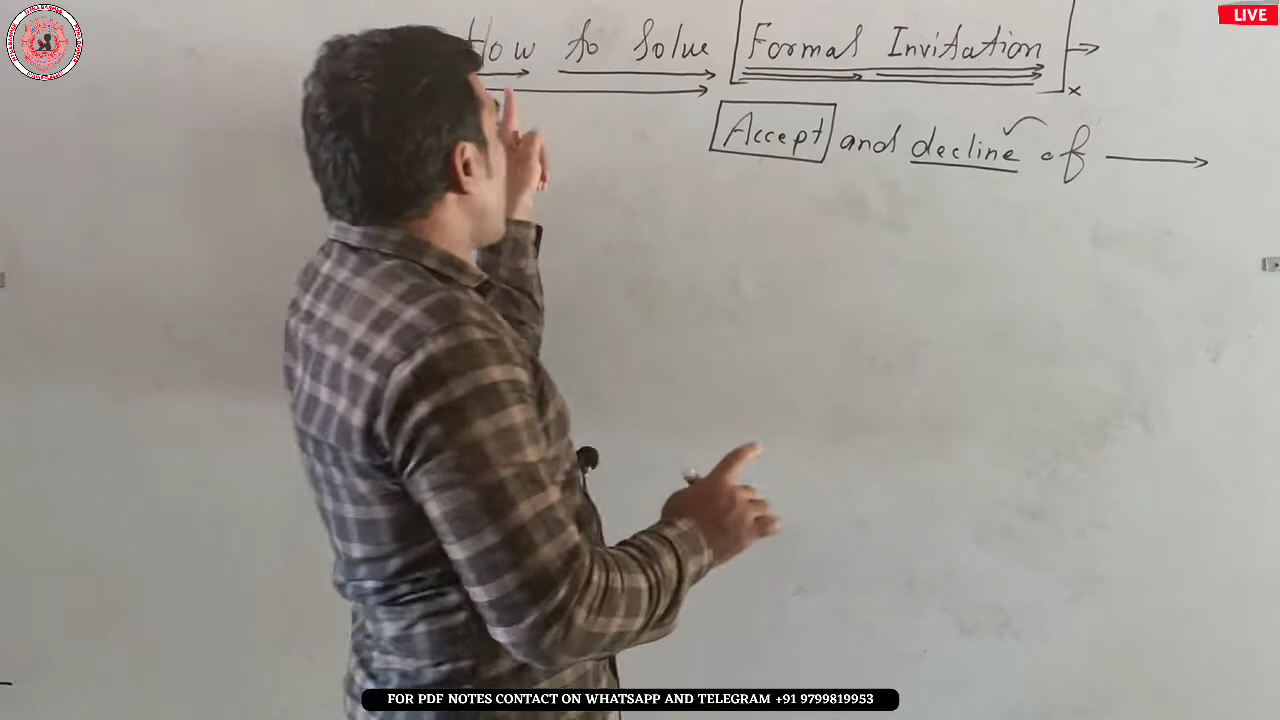 How to Solve Formal Invitation
x
Accept and decline of
LIVE
FOR PDF NOTES CONTACT ON WHATSAPP AND TELEGRAM +91 9799819953